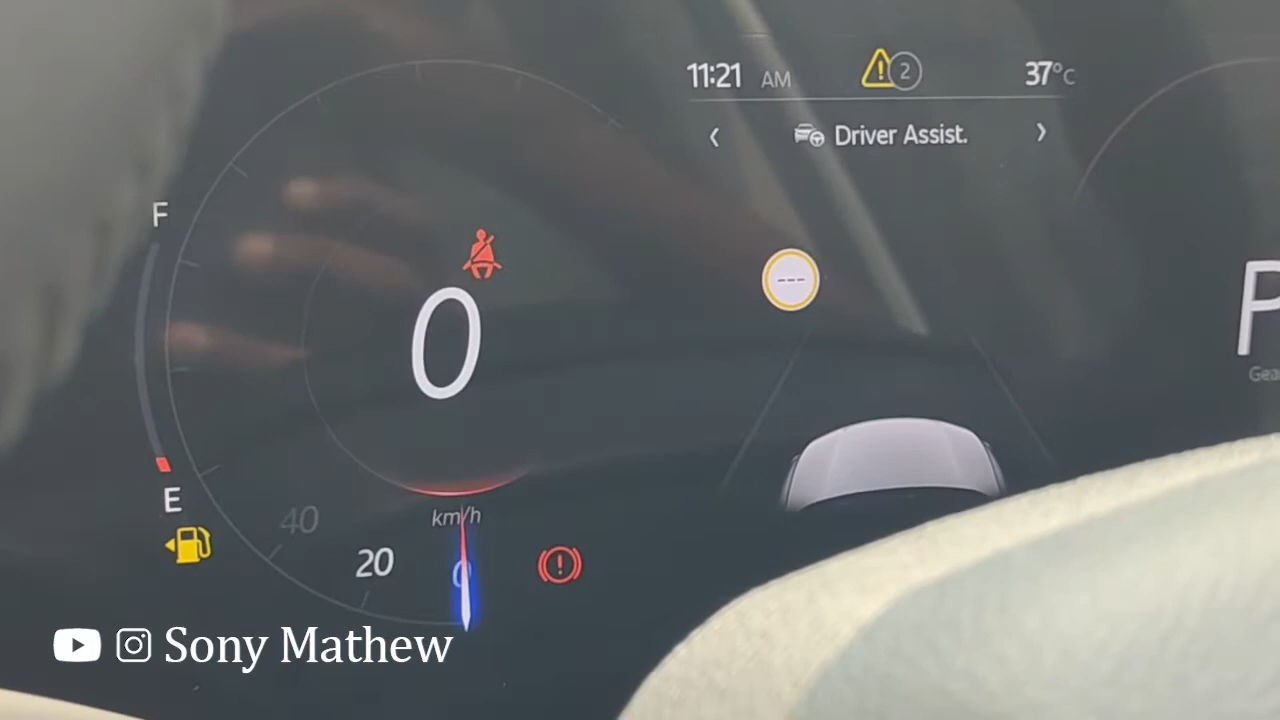 11:21 AM 2 37°C
‹ Driver Assist. ›
F
---
0
P
E
km/h
40
20
0
Sony Mathew